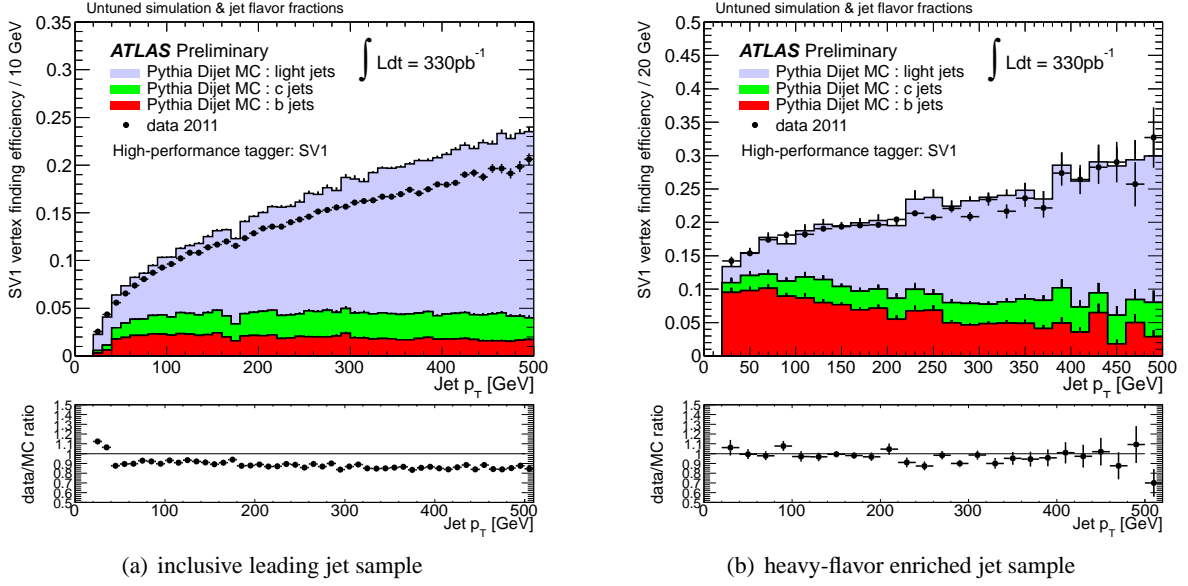 Untuned simulation & jet flavor fractions
SV1 vertex finding efficiency / 10 GeV
0.35
0.3
0.25
0.2
0.15
0.1
0.05
0
ATLAS Preliminary
∫ Ldt = 330pb⁻¹
Pythia Dijet MC : light jets
Pythia Dijet MC : c jets
Pythia Dijet MC : b jets
data 2011
High-performance tagger: SV1
0 100 200 300 400 500
Jet p_T [GeV]
data/MC ratio
1.5
1.4
1.3
1.2
1.1
1
0.9
0.8
0.7
0.6
0.5
0 100 200 300 400 500
Jet p_T [GeV]
(a) inclusive leading jet sample
Untuned simulation & jet flavor fractions
SV1 vertex finding efficiency / 20 GeV
0.5
0.45
0.4
0.35
0.3
0.25
0.2
0.15
0.1
0.05
0
ATLAS Preliminary
∫ Ldt = 330pb⁻¹
Pythia Dijet MC : light jets
Pythia Dijet MC : c jets
Pythia Dijet MC : b jets
data 2011
High-performance tagger: SV1
0 50 100 150 200 250 300 350 400 450 500
Jet p_T [GeV]
data/MC ratio
1.5
1.4
1.3
1.2
1.1
1
0.9
0.8
0.7
0.6
0.5
0 100 200 300 400 500
Jet p_T [GeV]
(b) heavy-flavor enriched jet sample